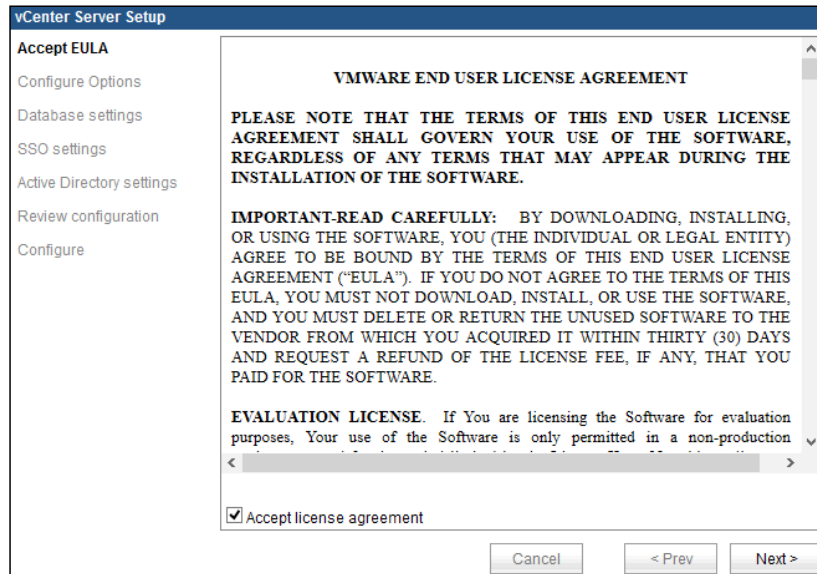 vCenter Server Setup
Accept EULA
Configure Options
Database settings
SSO settings
Active Directory settings
Review configuration
Configure
VMWARE END USER LICENSE AGREEMENT
PLEASE NOTE THAT THE TERMS OF THIS END USER LICENSE
AGREEMENT SHALL GOVERN YOUR USE OF THE SOFTWARE,
REGARDLESS OF ANY TERMS THAT MAY APPEAR DURING THE
INSTALLATION OF THE SOFTWARE.
IMPORTANT-READ CAREFULLY: BY DOWNLOADING, INSTALLING,
OR USING THE SOFTWARE, YOU (THE INDIVIDUAL OR LEGAL ENTITY)
AGREE TO BE BOUND BY THE TERMS OF THIS END USER LICENSE
AGREEMENT (“EULA”). IF YOU DO NOT AGREE TO THE TERMS OF THIS
EULA, YOU MUST NOT DOWNLOAD, INSTALL, OR USE THE SOFTWARE,
AND YOU MUST DELETE OR RETURN THE UNUSED SOFTWARE TO THE
VENDOR FROM WHICH YOU ACQUIRED IT WITHIN THIRTY (30) DAYS
AND REQUEST A REFUND OF THE LICENSE FEE, IF ANY, THAT YOU
PAID FOR THE SOFTWARE.
EVALUATION LICENSE. If You are licensing the Software for evaluation
purposes, Your use of the Software is only permitted in a non-production
Accept license agreement
Cancel
< Prev
Next >